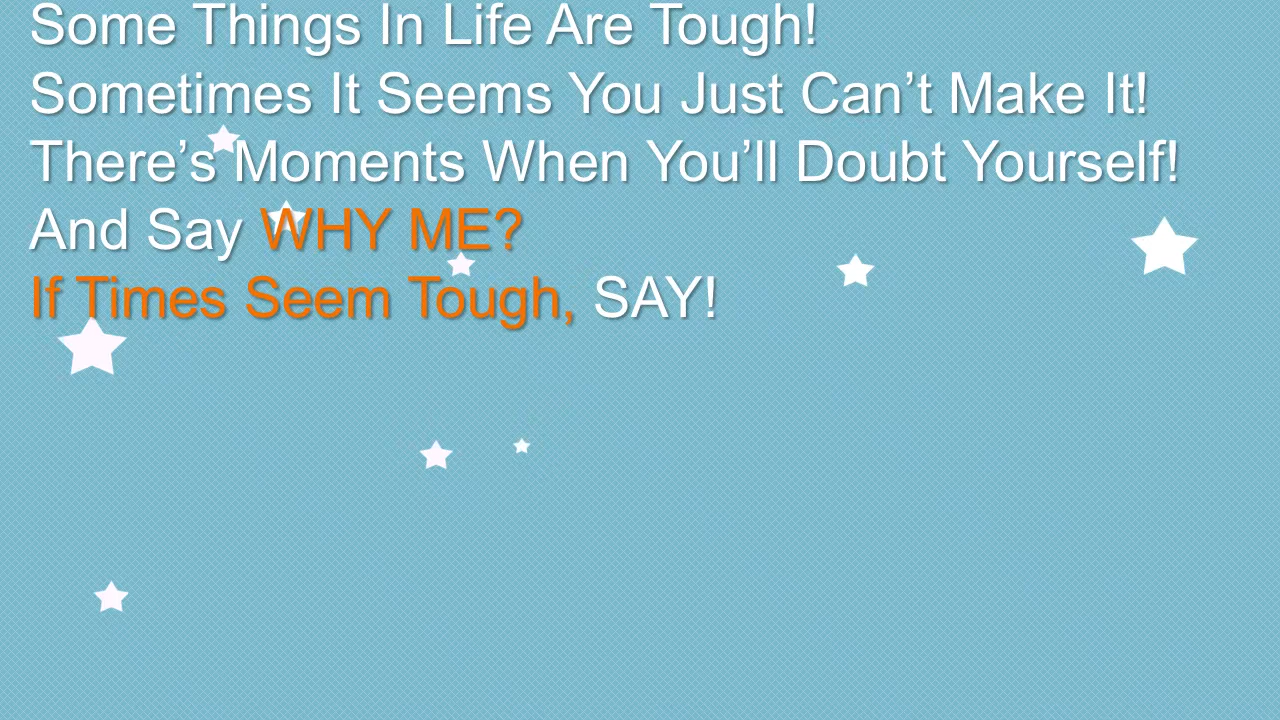 Some Things In Life Are Tough!
Sometimes It Seems You Just Can’t Make It!
There’s Moments When You’ll Doubt Yourself!
And Say WHY ME?
If Times Seem Tough, SAY!